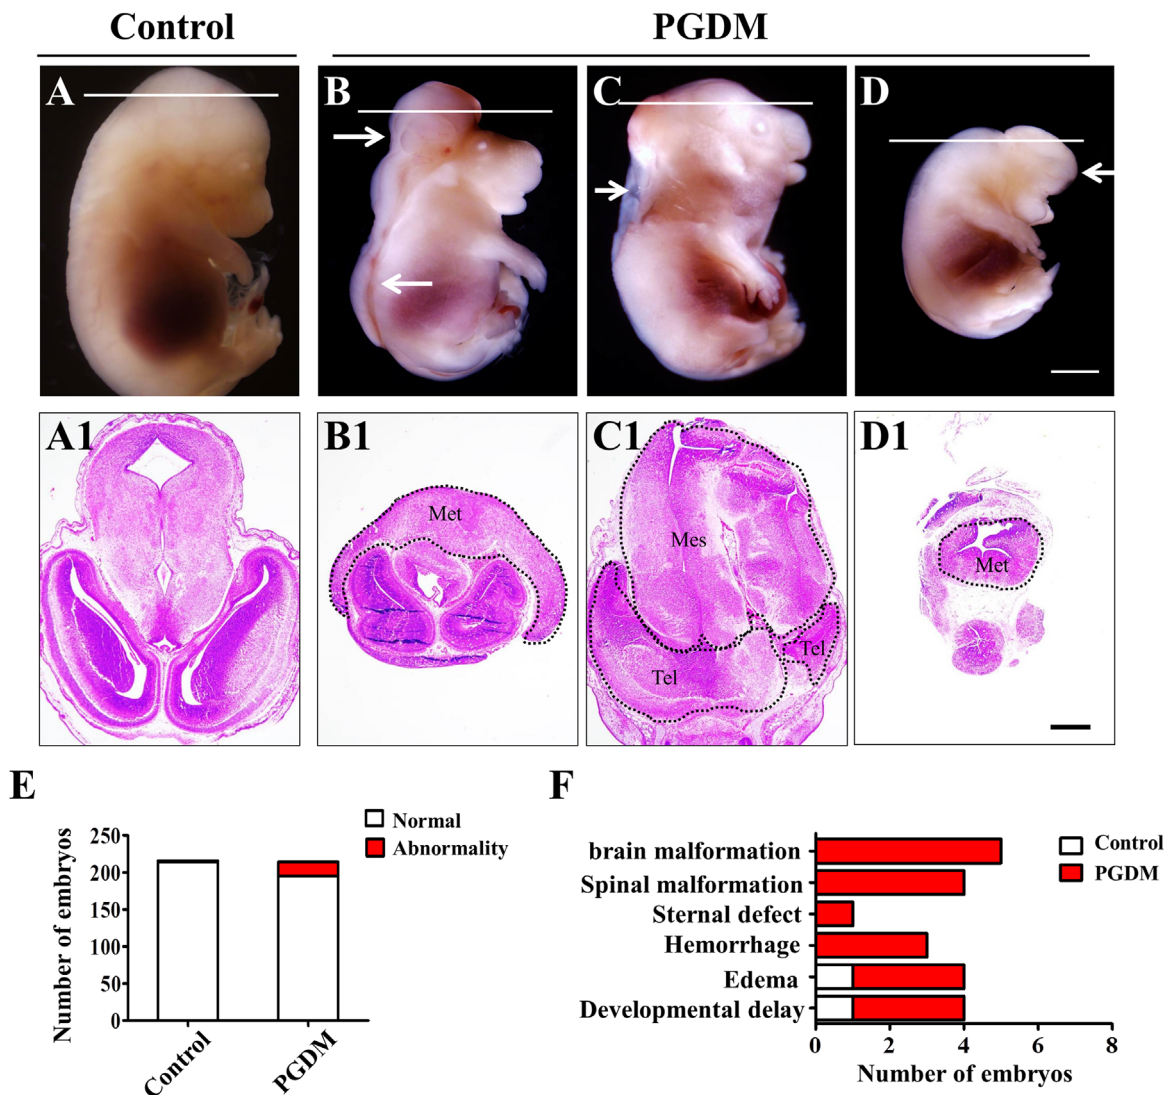 Control
PGDM
A
B
C
D
A1
B1
C1
D1
Met
Mes
Tel
Tel
Met
E
Number of embryos
250
200
150
100
50
0
Control
PGDM
Normal
Abnormality
F
brain malformation
Spinal malformation
Sternal defect
Hemorrhage
Edema
Developmental delay
0 2 4 6 8
Number of embryos
Control
PGDM